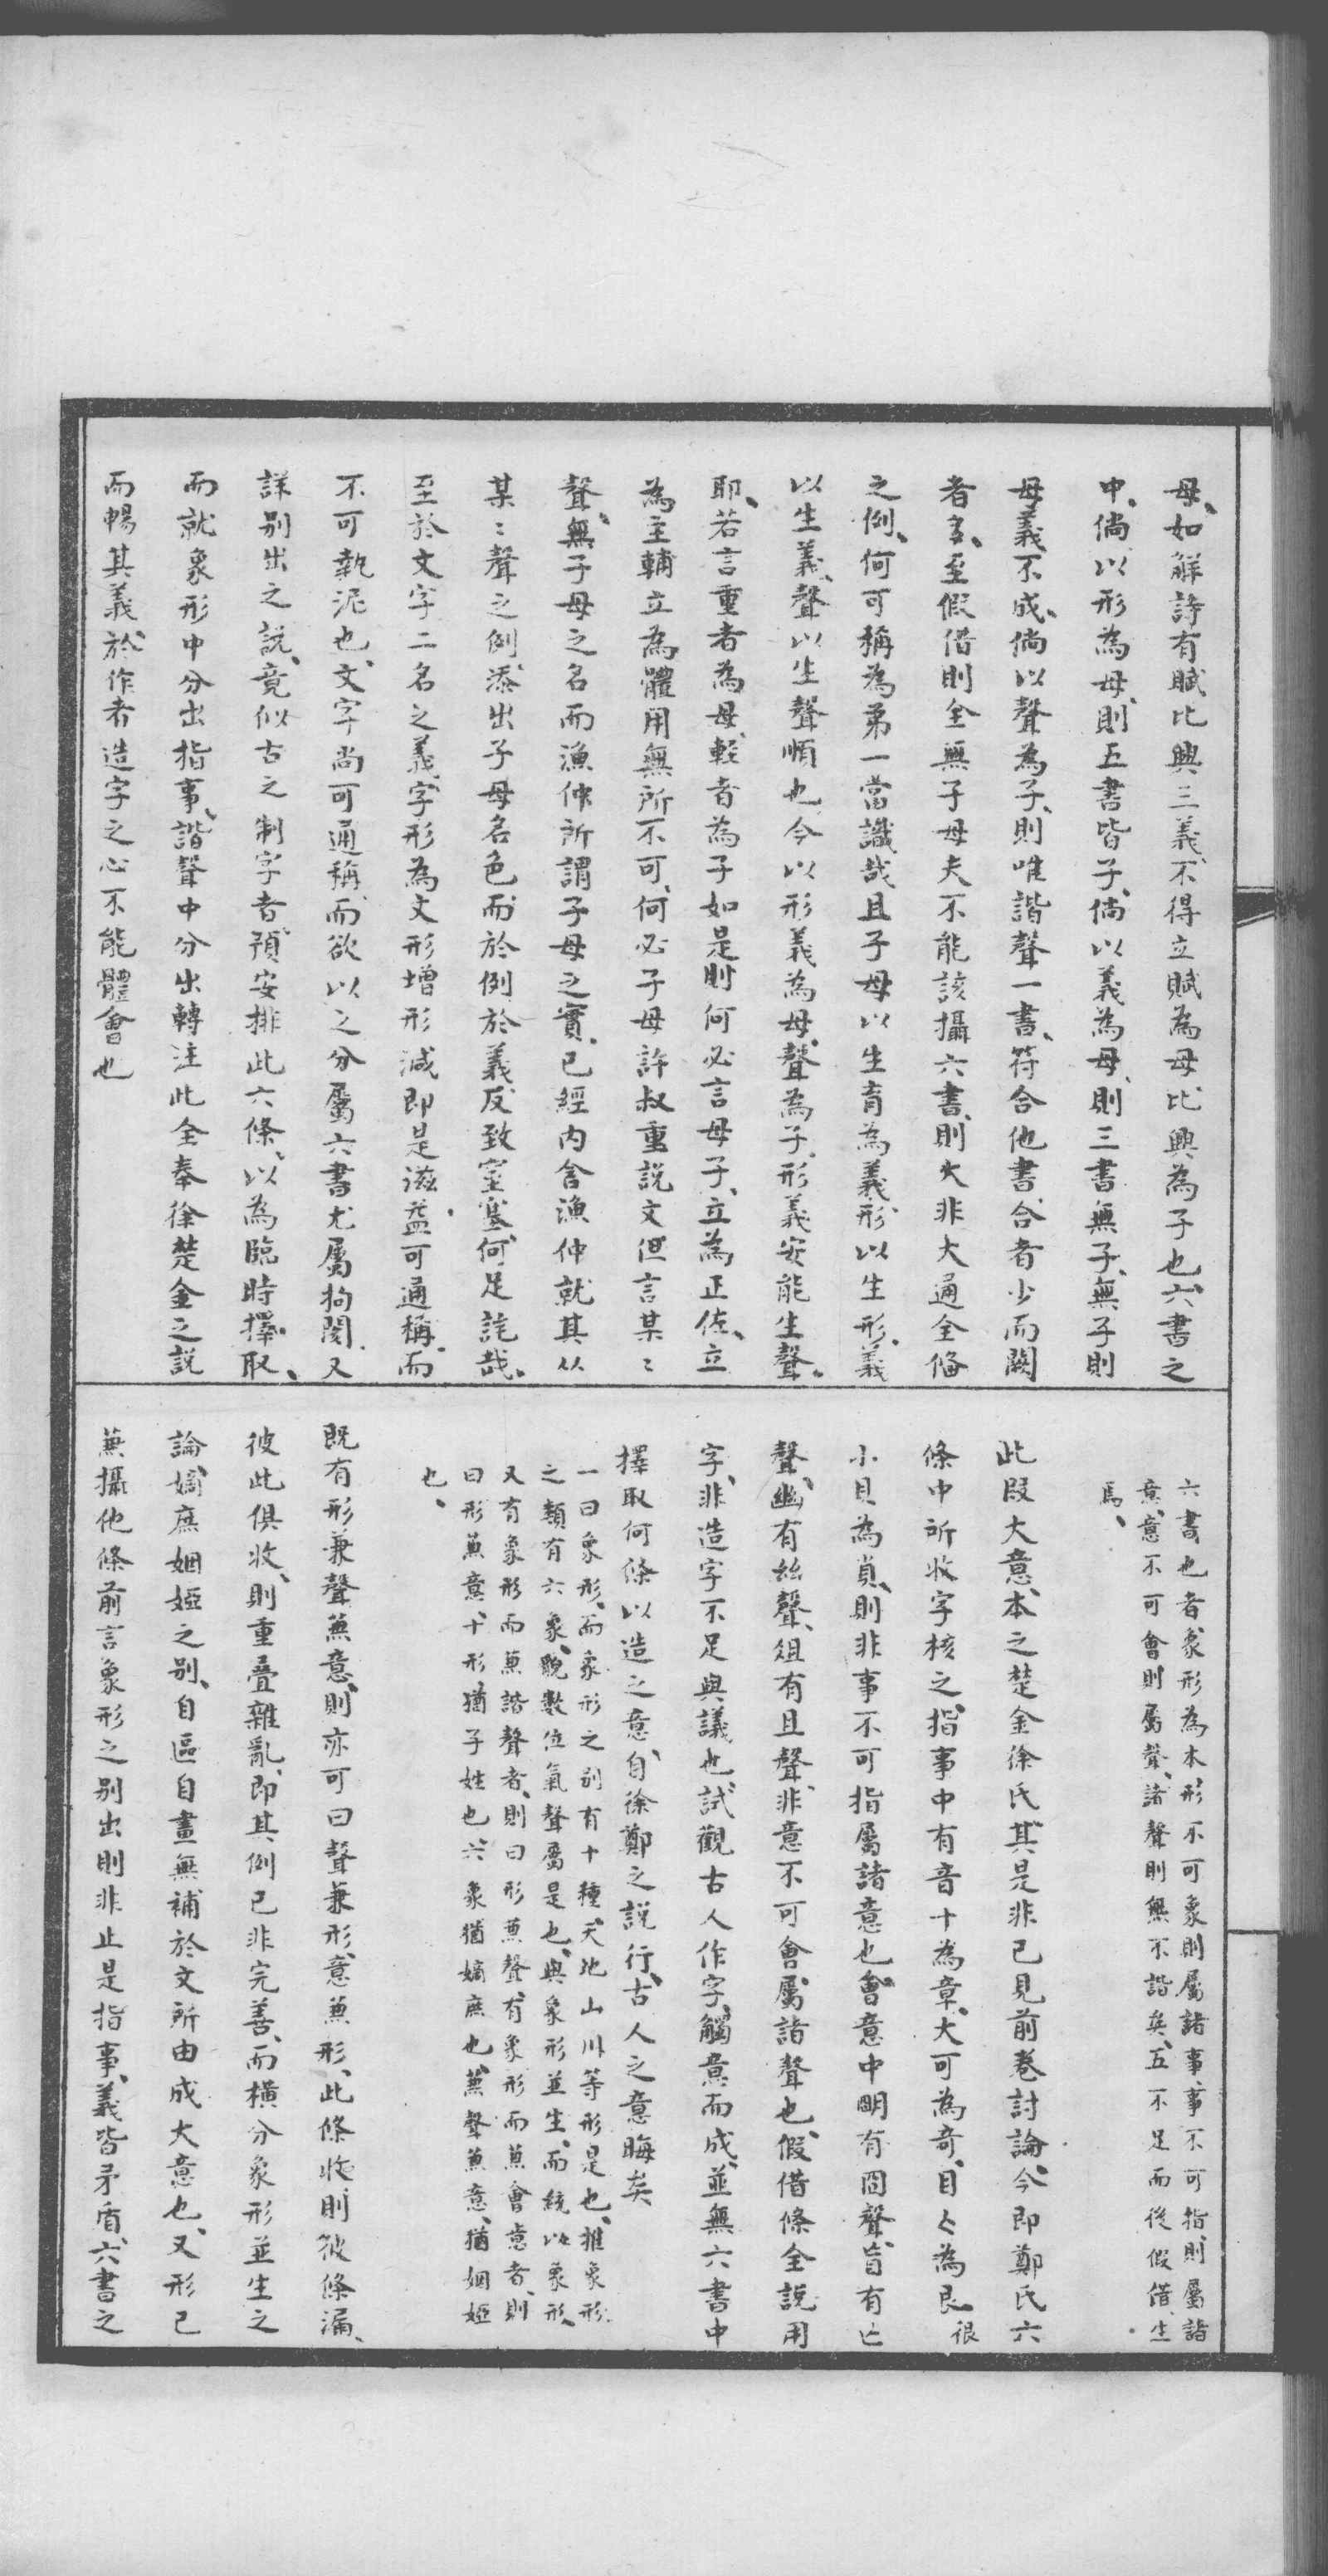 母、如解詩有賦比興三義、不得立賦為母、比興為子也、六書之
中、倘以形為母、則五書皆子、倘以義為母、則三書無子、無子則
母義不成、倘以聲為子、則唯諧聲一書、符合他書、合者少而闕
者多、至假借則全無子母夫不能該攝六書、則大非大通全備
之例、何可稱為第一當識哉且子母以生育為義、形以生形、義
以生義、聲以生聲順也、今以形義為母、聲為子、形義安能生聲、
耶、若言重者為母、輕者為子如是則何必言母子、立為正佐、立
為主輔立為體用無所不可、何必子母許叔重說文但言某〻
聲、無子母之名而漁仲所謂子母之實、已經內含漁仲就其从
某〻聲之例添出子母名色而於例於義反致窒塞、何足詫哉、
至於文字二名之義、字形為文形增形減即是滋益、可通稱、而
不可執泥也、文字尚可通稱、而欲以之分屬六書尤屬拘閡、又
詳別出之說、竟似古之制字者、預安排此六條、以為臨時擇取、
而就象形中分出指事、諧聲中分出轉注此全奉徐楚金之說
而暢其義、於作者造字之心不能體會也
六書也者、象形為本、形不可象則屬諸事、事不可指、則屬諸
意、意不可會則屬聲、諸聲則無不諧矣、五不足而後假借生
焉、
此段大意、本之楚金徐氏、其是非已見前卷討論、今即鄭氏六
條中所收字核之、指事中有音十為章、大可為奇、目匕為艮很
小貝為𧴪、則非事不可指屬諸意也、會意中朙有囧聲、盲有亡
聲、幽有𢆶聲、俎有且聲、非意不可會屬諸聲也、假借條全說用
字、非造字不足與議也、試觀古人作字、觸意而成、並無六書中
擇取何條以造之意、自徐鄭之說行、古人之意晦矣
一曰象形、而象形之別有十種、天地山川等形是也、推象形
之類有六象、貌數位氣聲屬是也、與象形並生、而統以象形、
又有象形而兼諧聲者、則曰形兼聲、有象形而兼會意者、則
曰形兼意、十形猶子姓也、六象猶嫡庶也、兼聲兼意、猶姻婭
也、
既有形兼聲兼意、則亦可曰聲兼形、意兼形、此條收、則彼條漏、
彼此俱收、則重疊雜亂、即其例已非完善、而橫分象形並生之
論、嫡庶姻婭之別、自區自畫無補於文所由成大意也、又形已
兼攝他條前言象形之別出則非止是指事、義皆矛盾、六書之